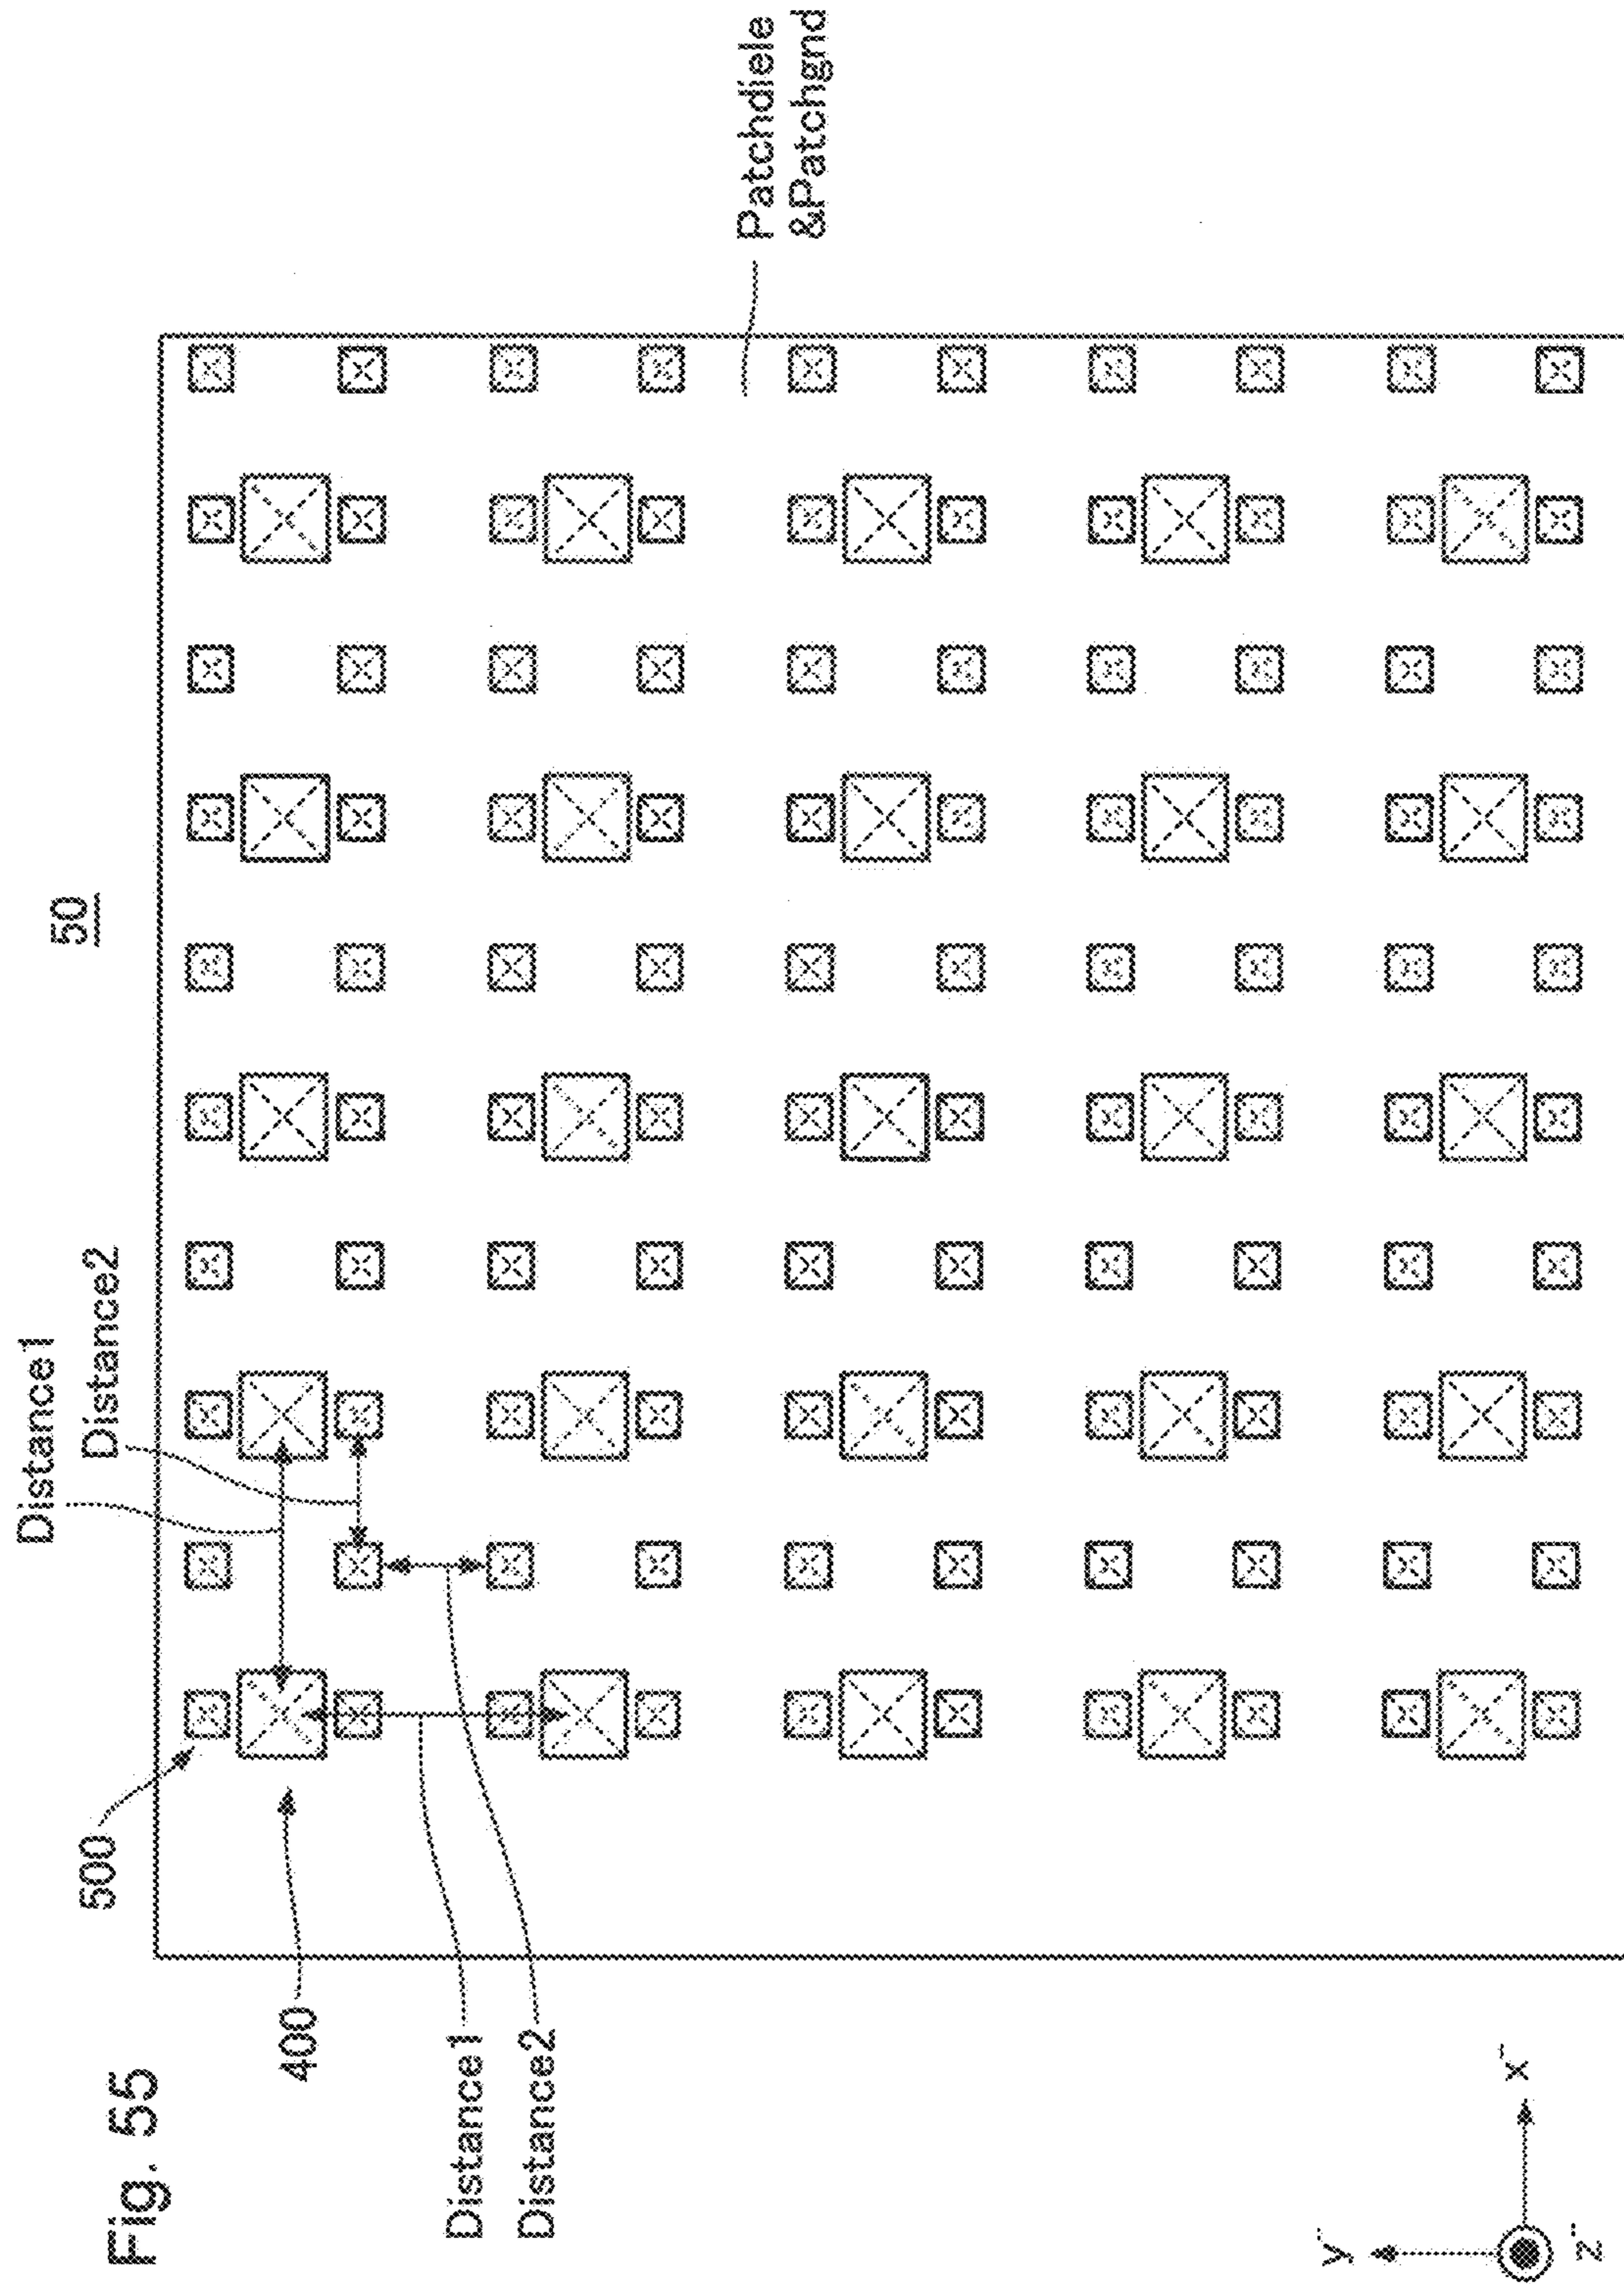 Fig. 55
50
Distance1
Distance2
500
400
Distance1
Distance2
Patchdiele
&Patchgnd
y
x
z